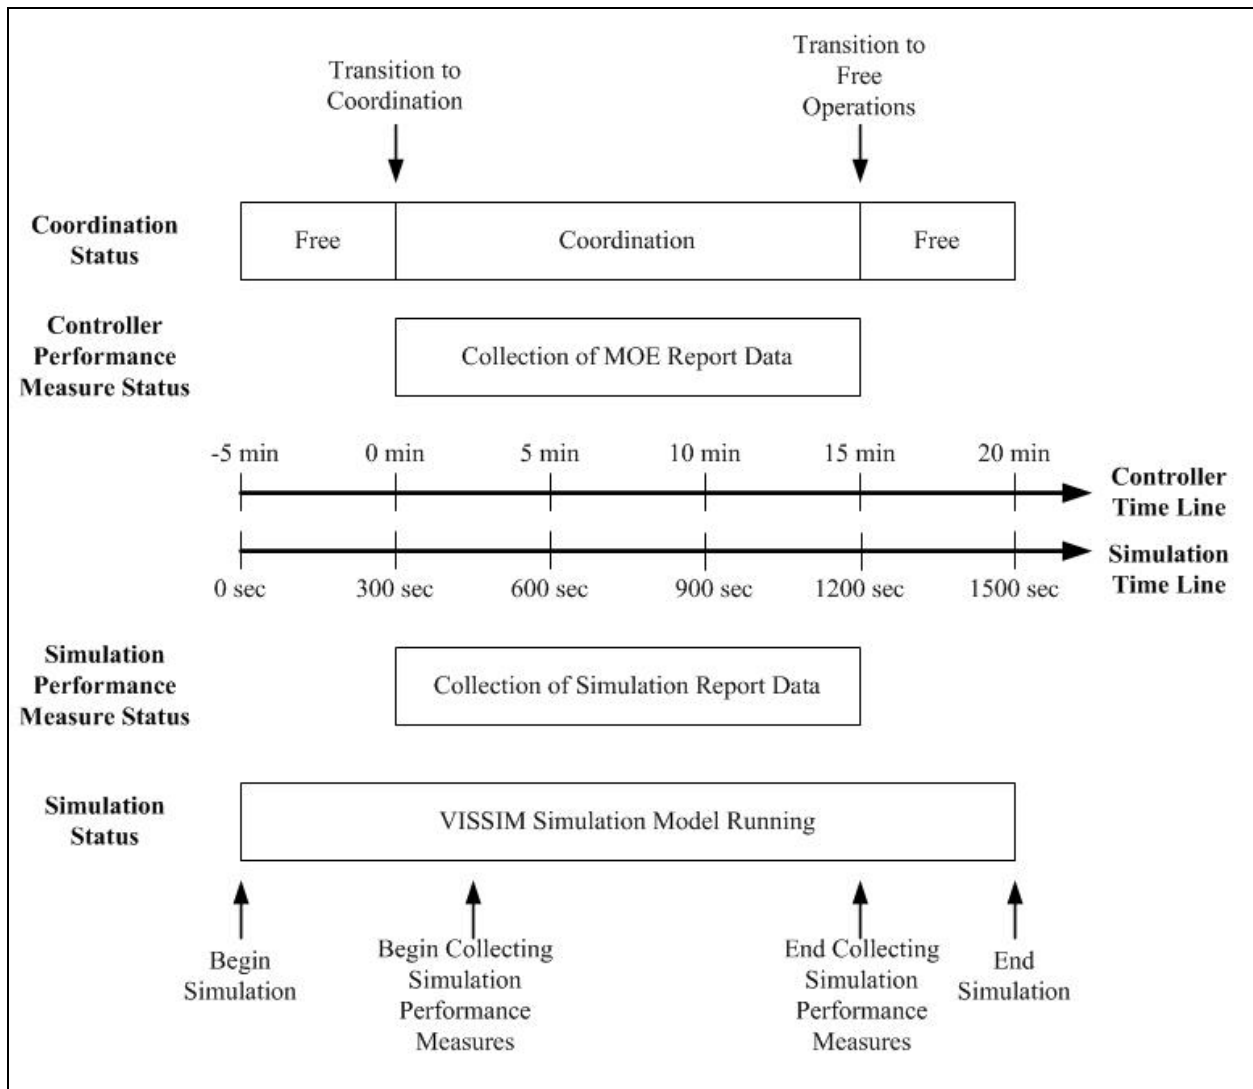 Transition to
Coordination
Transition to
Free
Operations
Coordination
Status
Free
Coordination
Free
Controller
Performance
Measure Status
Collection of MOE Report Data
-5 min
0 min
5 min
10 min
15 min
20 min
Controller
Time Line
Simulation
Time Line
0 sec
300 sec
600 sec
900 sec
1200 sec
1500 sec
Simulation
Performance
Measure Status
Collection of Simulation Report Data
Simulation
Status
VISSIM Simulation Model Running
Begin
Simulation
Begin Collecting
Simulation
Performance
Measures
End Collecting
Simulation
Performance
Measures
End
Simulation